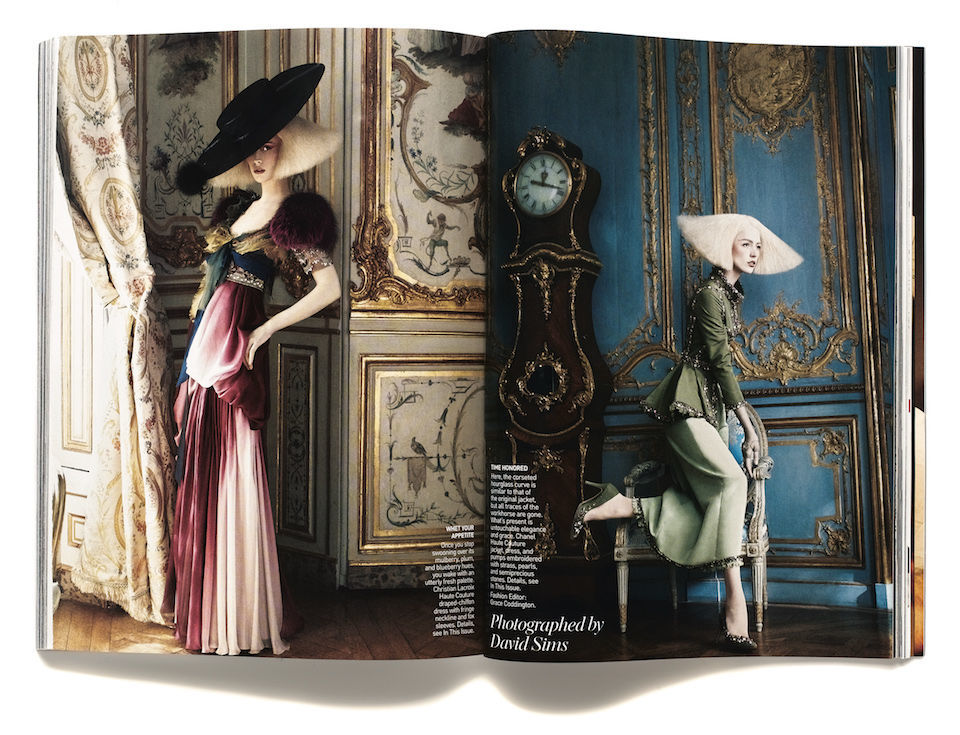 WHET YOUR
APPETITE
Once you stop
swooning over its
mulberry, plum,
and blueberry hues,
you wake with an
utterly fresh palette.
Christian Lacroix
Haute Couture
draped-chiffon
dress with fringe
neckline and fox
sleeves. Details,
see In This Issue.
TIME HONORED
Here, the corseted
hourglass curve is
similar to that of
the original jacket,
but all traces of the
workhorse are gone.
What's present is
untouchable elegance
and grace. Chanel
Haute Couture
jacket, dress, and
pumps embroidered
with strass, pearls,
and semiprecious
stones. Details, see
In This Issue.
Fashion Editor:
Grace Coddington.
Photographed by
David Sims